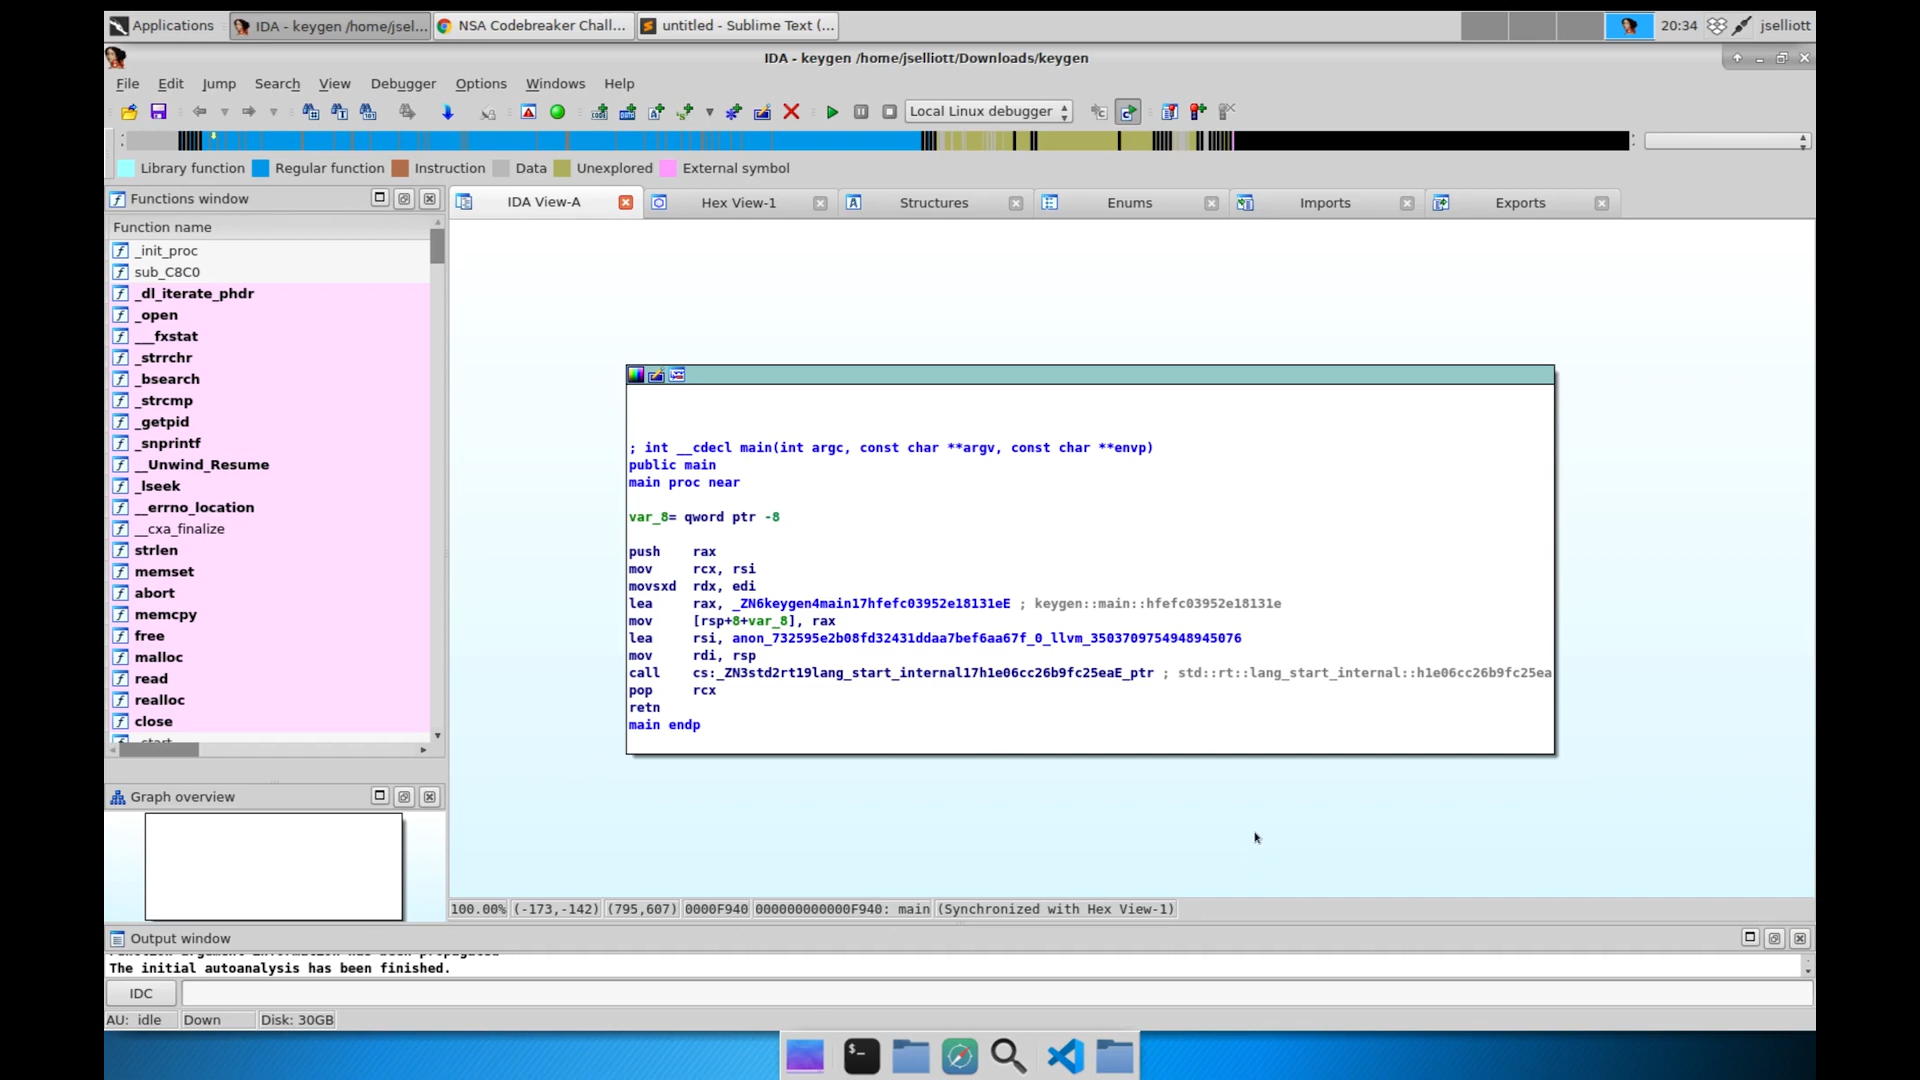 Applications
IDA - keygen /home/jsel...
NSA Codebreaker Chall...
untitled - Sublime Text (...
20:34
jselliott
IDA - keygen /home/jselliott/Downloads/keygen
File Edit Jump Search View Debugger Options Windows Help
Local Linux debugger
Library function Regular function Instruction Data Unexplored External symbol
Functions window
IDA View-A
Hex View-1
Structures
Enums
Imports
Exports
Function name
_init_proc
sub_C8C0
_dl_iterate_phdr
_open
___fxstat
_strrchr
_bsearch
_strcmp
_getpid
_snprintf
__Unwind_Resume
_lseek
__errno_location
__cxa_finalize
strlen
memset
abort
memcpy
free
malloc
read
realloc
close
_start
; int __cdecl main(int argc, const char **argv, const char **envp)
public main
main proc near
var_8= qword ptr -8
push rax
mov rcx, rsi
movsxd rdx, edi
lea rax, _ZN6keygen4main17hfefc03952e18131eE ; keygen::main::hfefc03952e18131e
mov [rsp+8+var_8], rax
lea rsi, anon_732595e2b08fd32431ddaa7bef6aa67f_0_llvm_3503709754948945076
mov rdi, rsp
call cs:_ZN3std2rt19lang_start_internal17h1e06cc26b9fc25eaE_ptr ; std::rt::lang_start_internal::h1e06cc26b9fc25ea
pop rcx
retn
main endp
Graph overview
100.00% (-173,-142) (795,607) 0000F940 000000000000F940: main (Synchronized with Hex View-1)
Output window
Function argument information has been propagated
The initial autoanalysis has been finished.
IDC
AU: idle Down Disk: 30GB